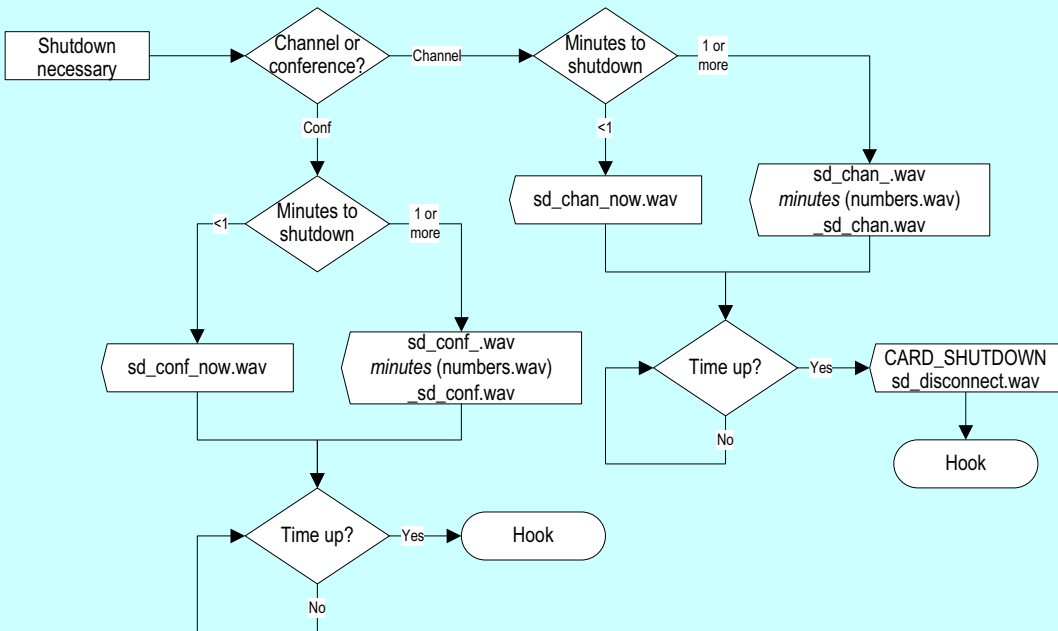 Shutdown
necessary
Channel or
conference?
Channel
Minutes to
shutdown
1 or
more
<1
Conf
sd_chan_now.wav
sd_chan_.wav
minutes (numbers.wav)
_sd_chan.wav
Minutes to
shutdown
<1
1 or
more
sd_conf_now.wav
sd_conf_.wav
minutes (numbers.wav)
_sd_conf.wav
Time up?
Yes
No
CARD_SHUTDOWN
sd_disconnect.wav
Hook
Time up?
Yes
Hook
No